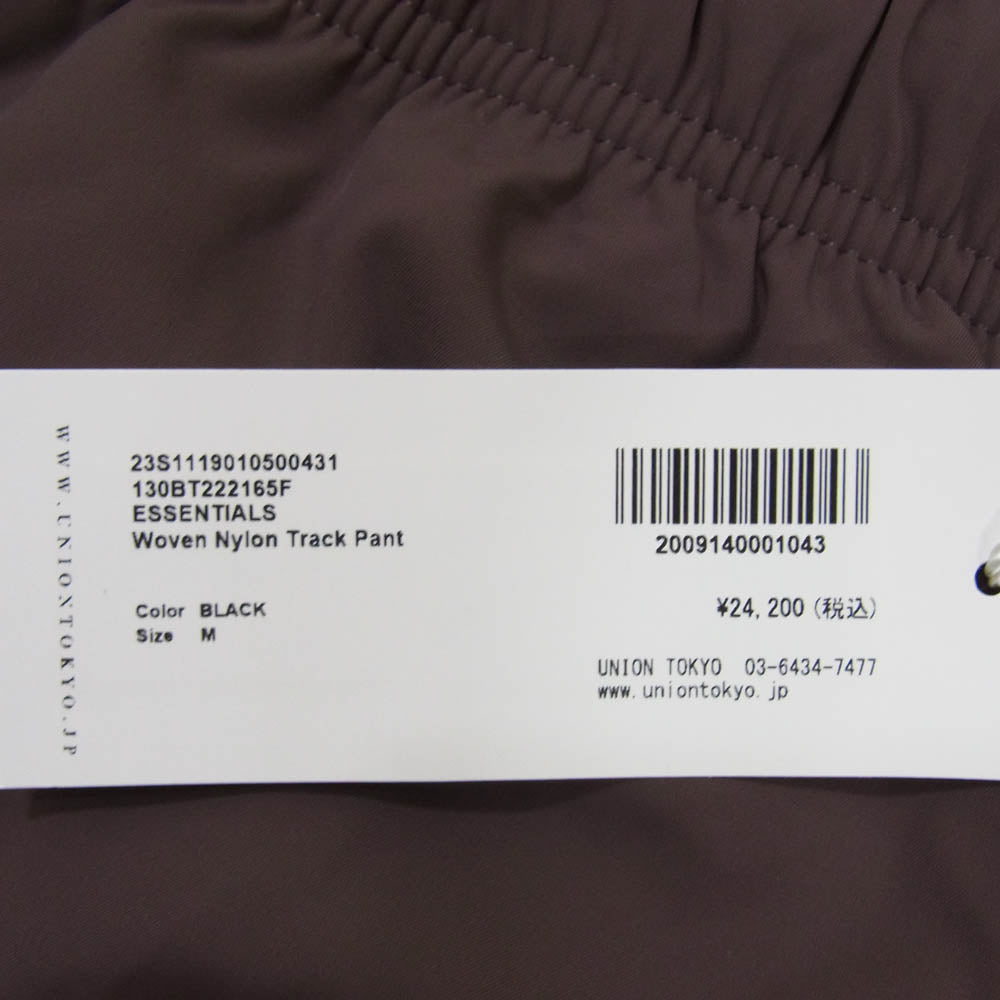 WWW.UNIONTOKYO.JP
23S1119010500431
130BT222165F
ESSENTIALS
Woven Nylon Track Pant
Color BLACK
Size M
2009140001043
¥24,200(税込)
UNION TOKYO 03-6434-7477
www.uniontokyo.jp